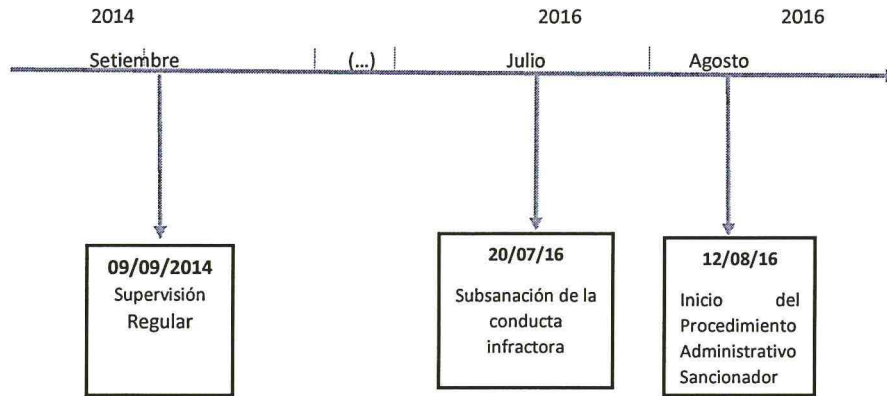 2014 2016 2016
Setiembre (...) Julio Agosto
09/09/2014
Supervisión
Regular
20/07/16
Subsanación de la
conducta
infractora
12/08/16
Inicio del
Procedimiento
Administrativo
Sancionador